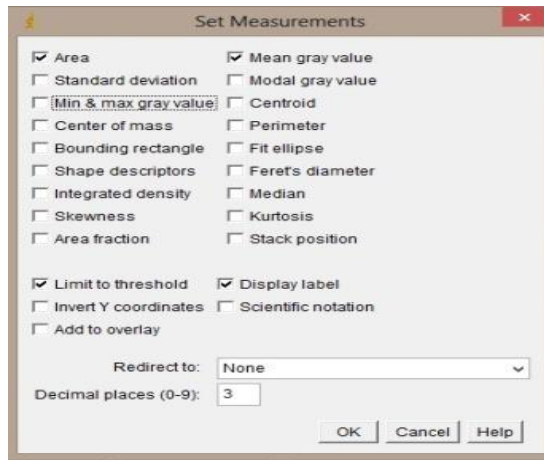 Set Measurements
Area Mean gray value
Standard deviation Modal gray value
Min & max gray value Centroid
Center of mass Perimeter
Bounding rectangle Fit ellipse
Shape descriptors Feret's diameter
Integrated density Median
Skewness Kurtosis
Area fraction Stack position
Limit to threshold Display label
Invert Y coordinates Scientific notation
Add to overlay
Redirect to: None
Decimal places (0-9): 3
OK Cancel Help